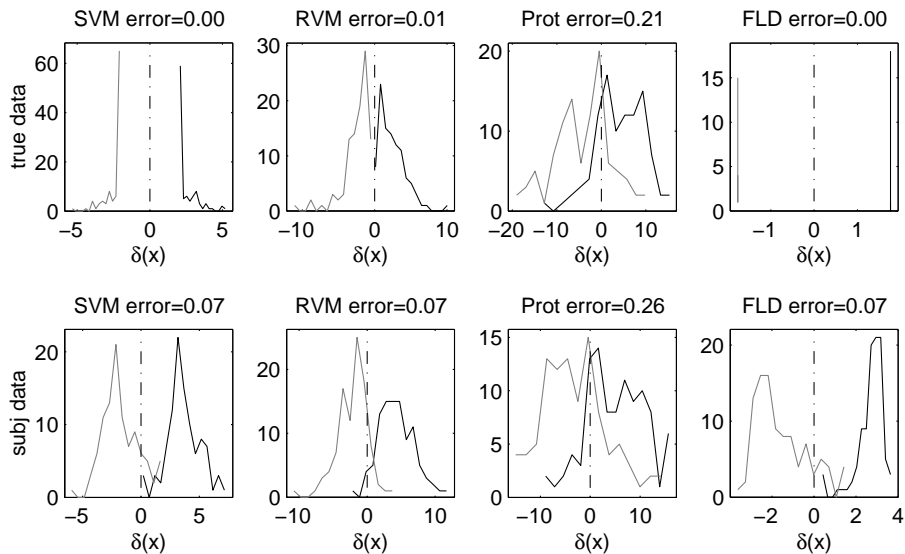 SVM error=0.00 RVM error=0.01 Prot error=0.21 FLD error=0.00
true data
60
40
20
0
−5 0 5
δ(x)
30
20
10
0
−10 0 10
δ(x)
20
10
0
−20 −10 0 10
δ(x)
15
10
5
0
−1 0 1
δ(x)
SVM error=0.07 RVM error=0.07 Prot error=0.26 FLD error=0.07
subj data
20
10
0
−5 0 5
δ(x)
20
10
0
−10 0 10
δ(x)
15
10
5
0
−10 0 10
δ(x)
20
10
0
−2 0 2 4
δ(x)